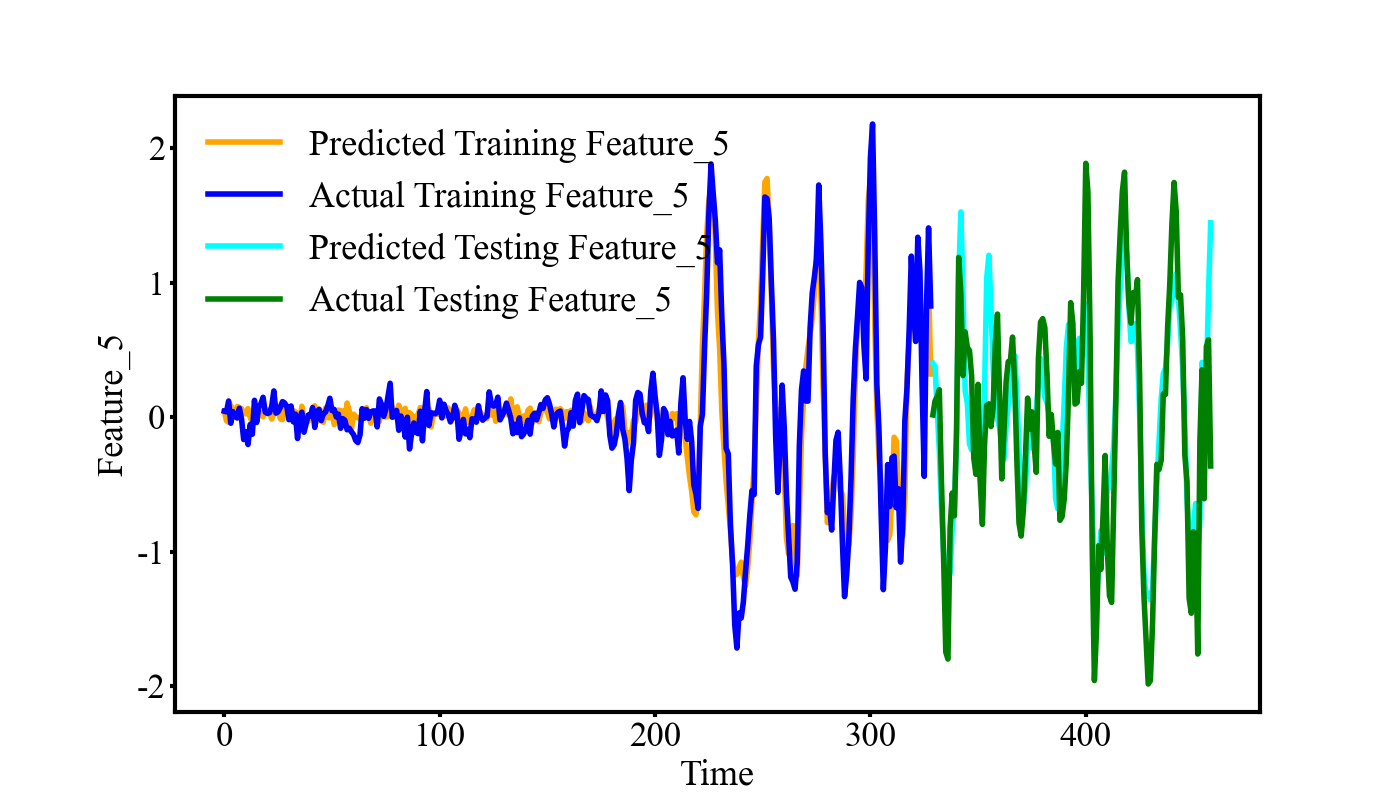 Predicted Training Feature_5
Actual Training Feature_5
Predicted Testing Feature_5
Actual Testing Feature_5
2
1
0
-1
-2
Feature_5
0 100 200 300 400
Time